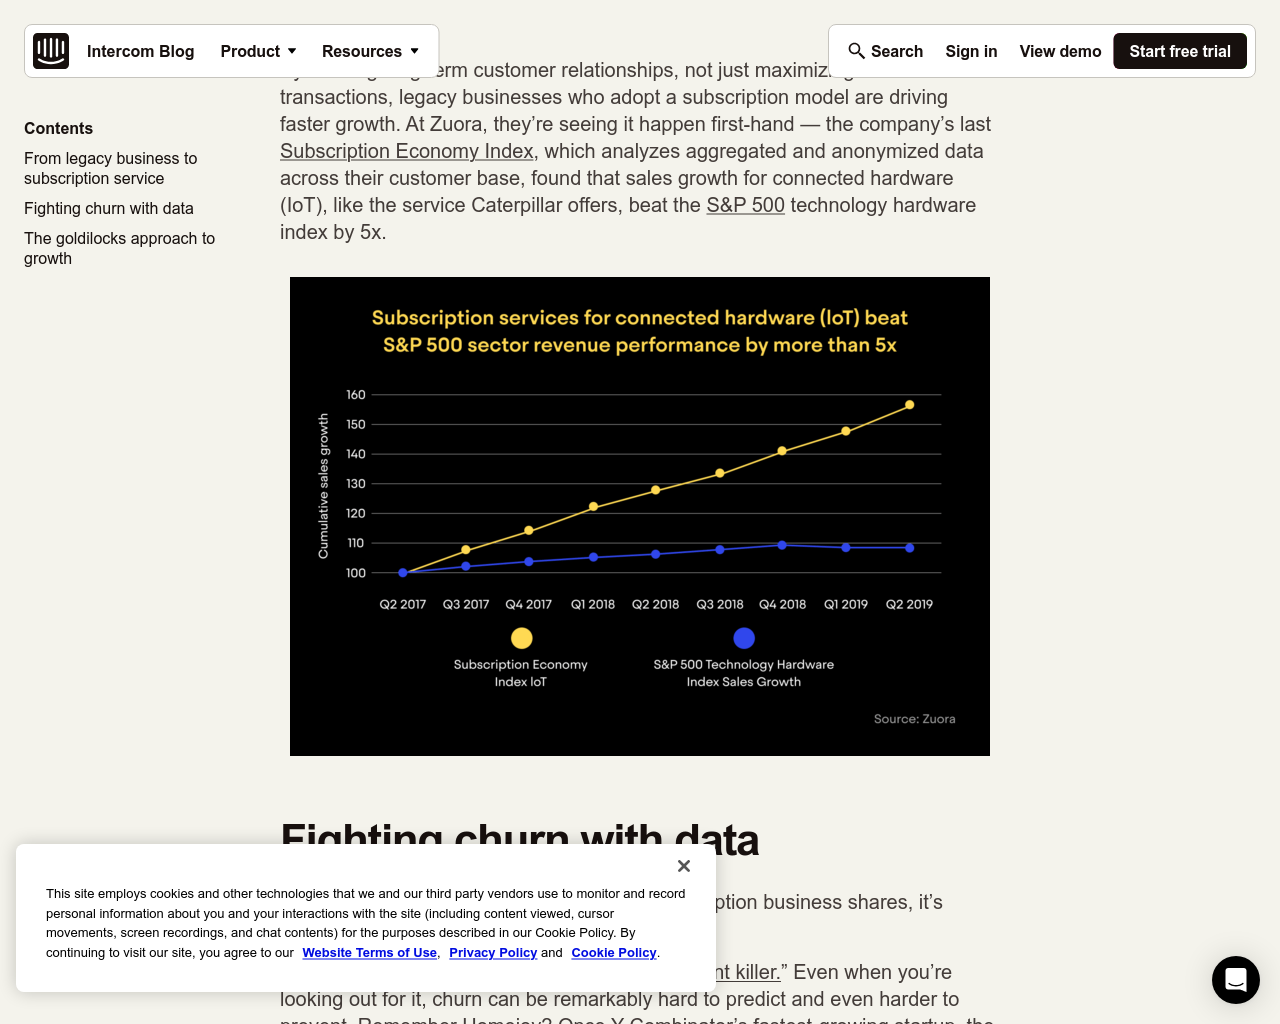 Intercom Blog Product Resources
Search Sign in View demo Start free trial
Contents
From legacy business to
subscription service
Fighting churn with data
The goldilocks approach to
growth
customer relationships, not just
transactions, legacy businesses who adopt a subscription model are driving
faster growth. At Zuora, they’re seeing it happen first-hand — the company’s last
Subscription Economy Index, which analyzes aggregated and anonymized data
across their customer base, found that sales growth for connected hardware
(IoT), like the service Caterpillar offers, beat the S&P 500 technology hardware
index by 5x.
Subscription services for connected hardware (IoT) beat
S&P 500 sector revenue performance by more than 5x
Cumulative sales growth
160
150
140
130
120
110
100
Q2 2017 Q3 2017 Q4 2017 Q1 2018 Q2 2018 Q3 2018 Q4 2018 Q1 2019 Q2 2019
Subscription Economy
Index IoT
S&P 500 Technology Hardware
Index Sales Growth
Source: Zuora
Fighting churn with data
business shares, it’s
killer.” Even when you’re
looking out for it, churn can be remarkably hard to predict and even harder to
This site employs cookies and other technologies that we and our third party vendors use to monitor and record
personal information about you and your interactions with the site (including content viewed, cursor
movements, screen recordings, and chat contents) for the purposes described in our Cookie Policy. By
continuing to visit our site, you agree to our Website Terms of Use, Privacy Policy and Cookie Policy.